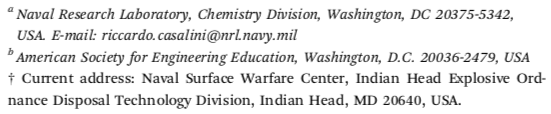 a Naval Research Laboratory, Chemistry Division, Washington, DC 20375-5342,
USA. E-mail: riccardo.casalini@nrl.navy.mil
b American Society for Engineering Education, Washington, D.C. 20036-2479, USA
† Current address: Naval Surface Warfare Center, Indian Head Explosive Ord-
nance Disposal Technology Division, Indian Head, MD 20640, USA.